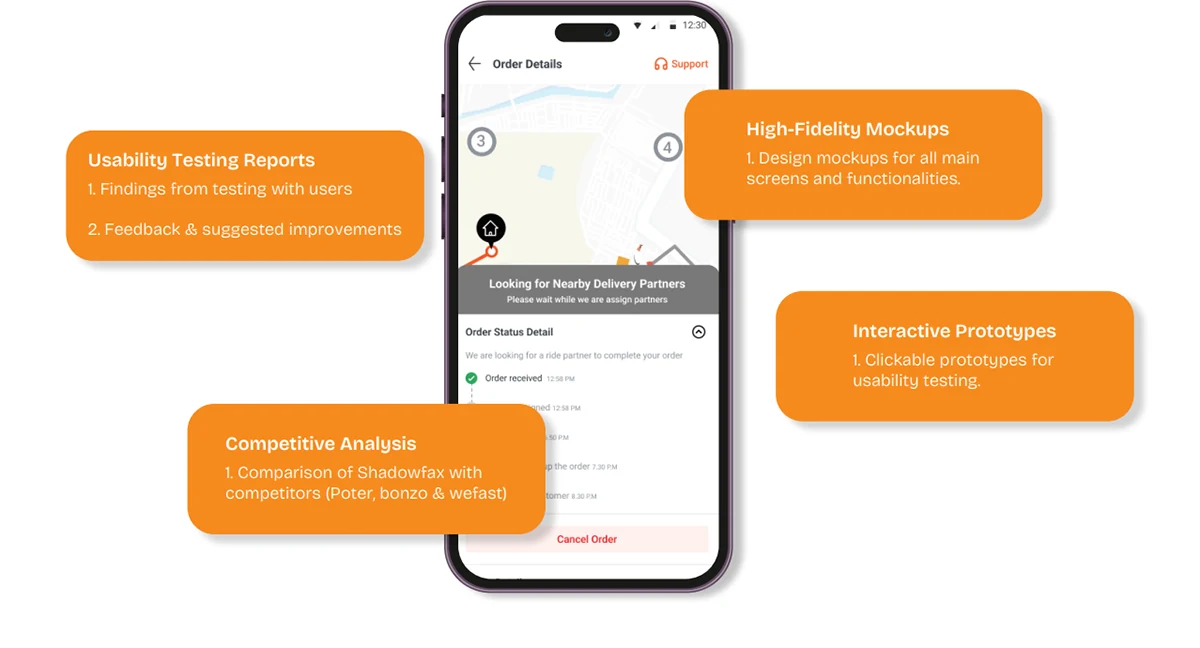 12:30
Order Details
Support
3
4
Usability Testing Reports
1. Findings from testing with users
2. Feedback & suggested improvements
High-Fidelity Mockups
1. Design mockups for all main
screens and functionalities.
Looking for Nearby Delivery Partners
Please wait while we are assign partners
Order Status Detail
We are looking for a ride partner to complete your order
Order received 12:58 PM
12:58 PM
the order 7.30 PM
8.30 P.M
Interactive Prototypes
1. Clickable prototypes for
usability testing.
Competitive Analysis
1. Comparison of Shadowfax with
competitors (Poter, bonzo & wefast)
Cancel Order